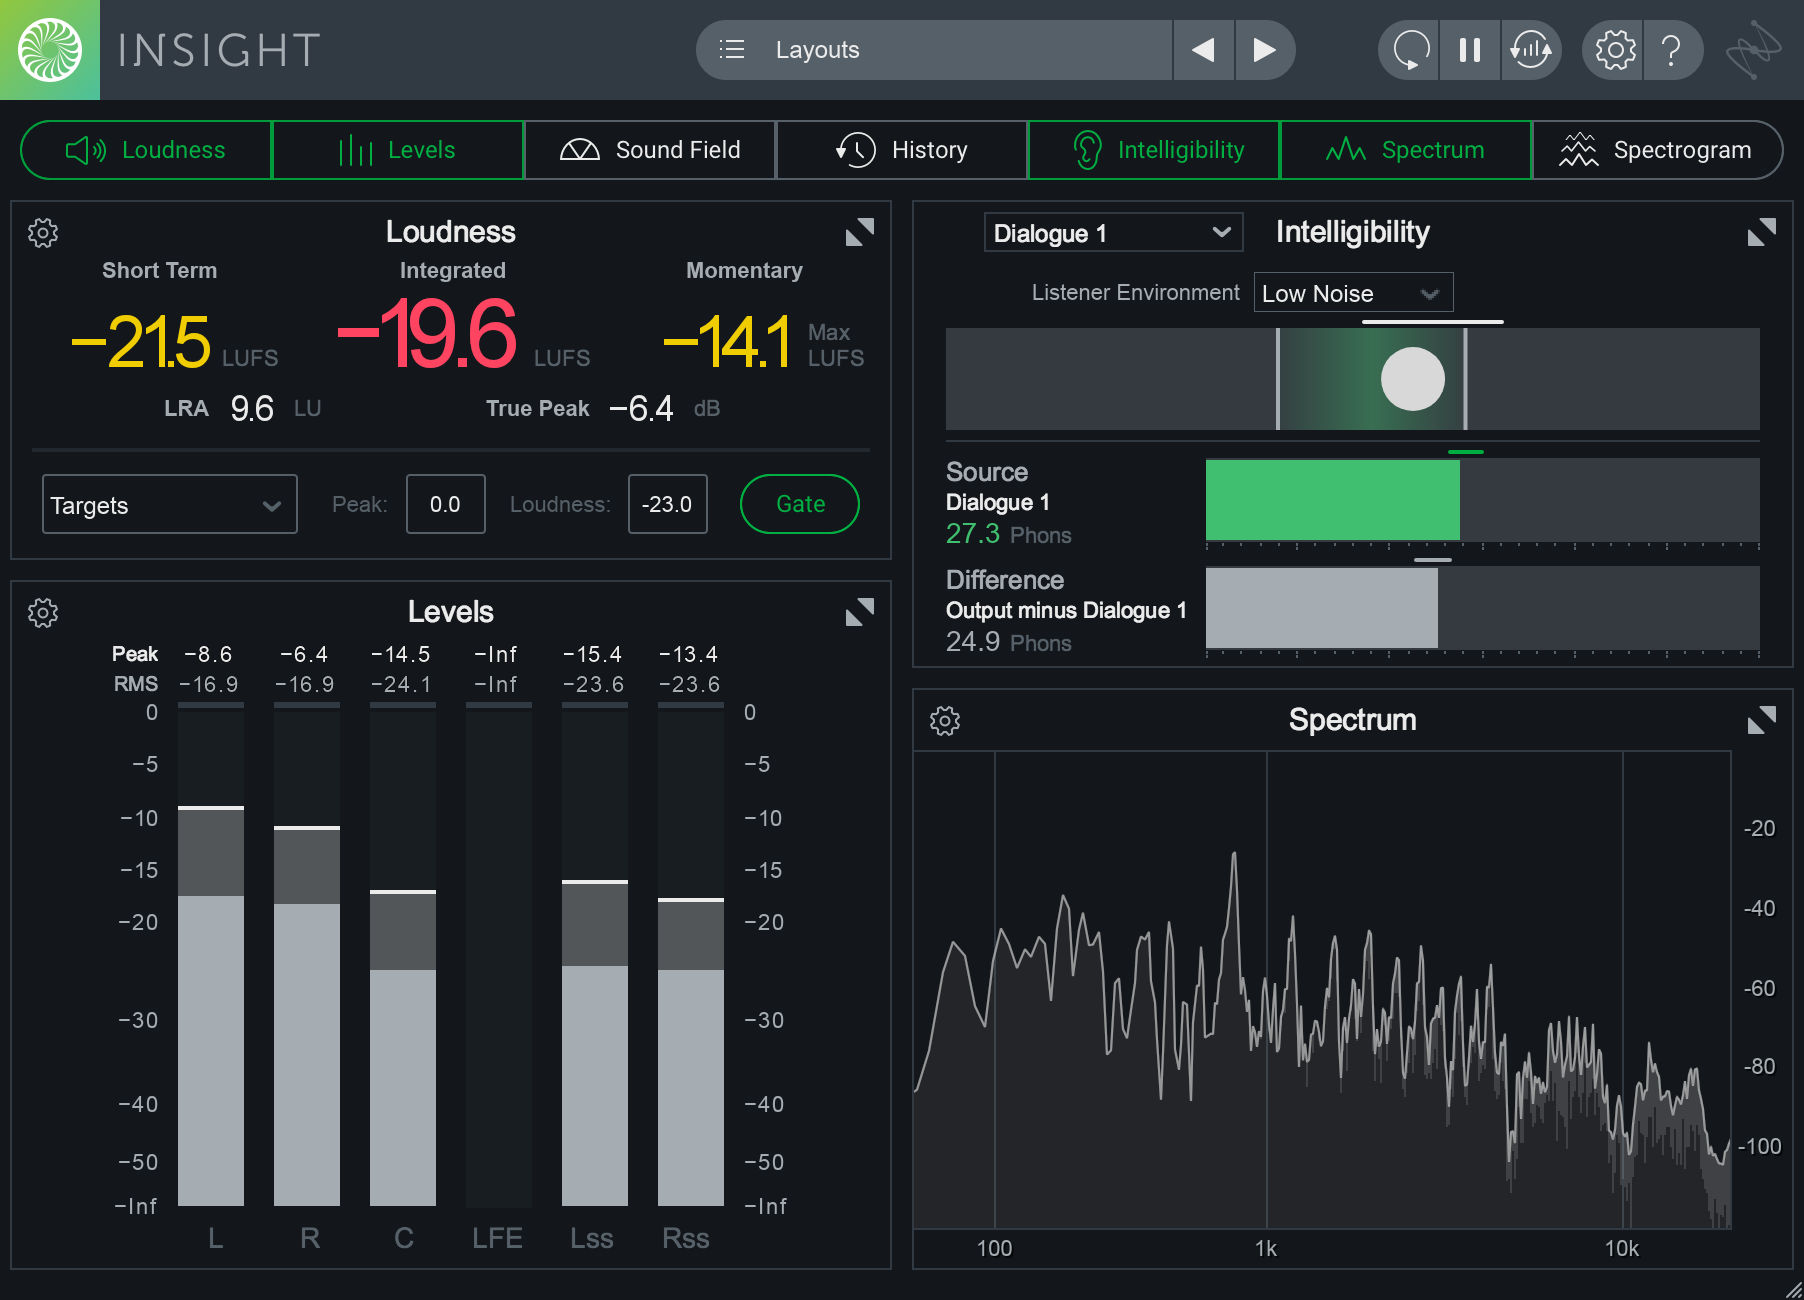 INSIGHT
Layouts
?
Loudness Levels Sound Field History Intelligibility Spectrum Spectrogram
Loudness
Short Term Integrated Momentary
−21.5 LUFS −19.6 LUFS −14.1 Max LUFS
LRA 9.6 LU True Peak −6.4 dB
Targets Peak: 0.0 Loudness: -23.0 Gate
Dialogue 1 Intelligibility
Listener Environment Low Noise
Source
Dialogue 1
27.3 Phons
Difference
Output minus Dialogue 1
24.9 Phons
Levels
Peak −8.6 −6.4 −14.5 −Inf −15.4 −13.4
RMS −16.9 −16.9 −24.1 −Inf −23.6 −23.6
0 0
−5 −5
−10 −10
−15 −15
−20 −20
−30 −30
−40 −40
−50 −50
−Inf −Inf
L R C LFE Lss Rss
Spectrum
-20
-40
-60
-80
-100
100 1k 10k